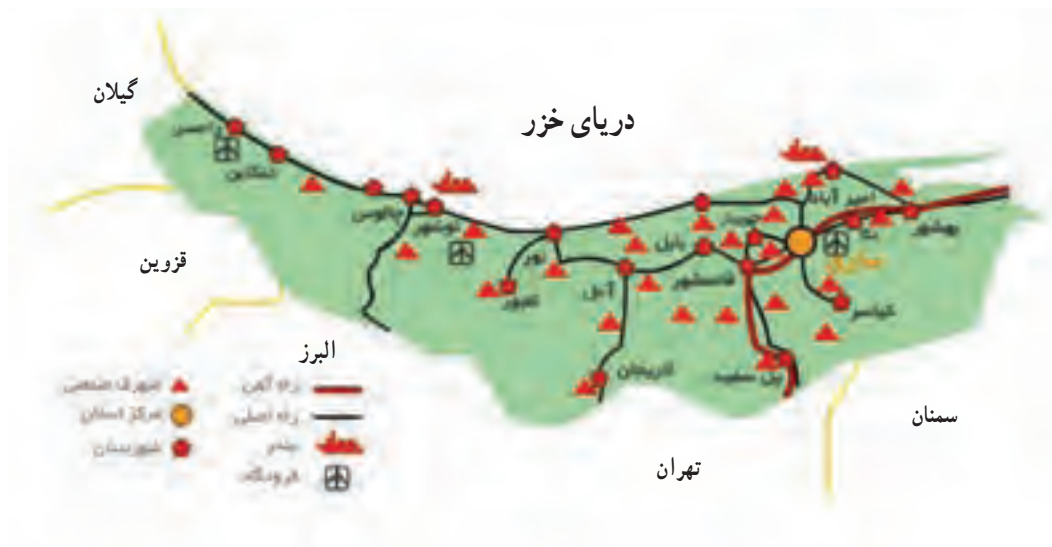 گیلان
دریای خزر
رامسر
تنکابن
چالوس
نوشهر
نور
آمل
بابل
جویبار
امیر آباد
نکا
بهشهر
ساری
قائمشهر
کیاسر
لاریجان
پل سفید
قزوین
البرز
تهران
سمنان
شهرک صنعتی
مرکز استان
شهرستان
راه آهن
راه اصلی
بندر
فرودگاه